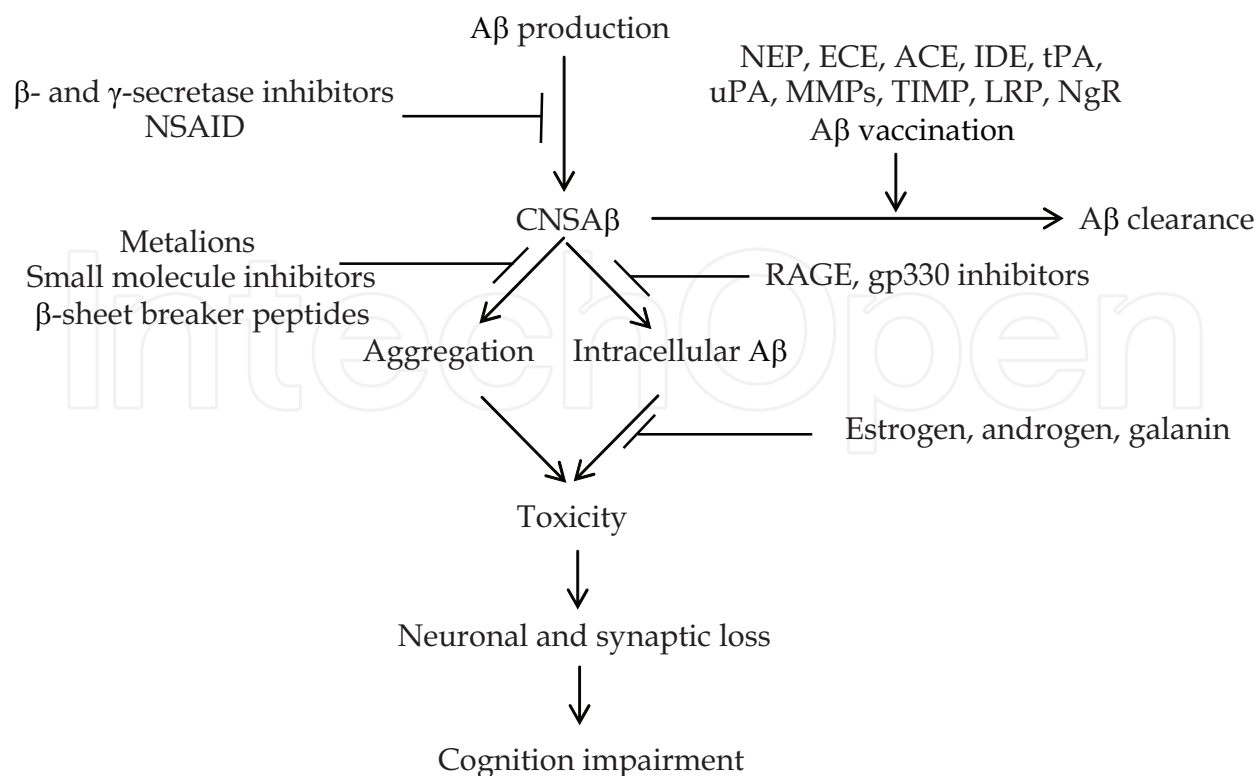 Aβ production
NEP, ECE, ACE, IDE, tPA,
uPA, MMPs, TIMP, LRP, NgR
Aβ vaccination
β- and γ-secretase inhibitors
NSAID
CNSAβ
Aβ clearance
Metalions
Small molecule inhibitors
β-sheet breaker peptides
RAGE, gp330 inhibitors
Aggregation
Intracellular Aβ
IntechOpen
Estrogen, androgen, galanin
Toxicity
Neuronal and synaptic loss
Cognition impairment